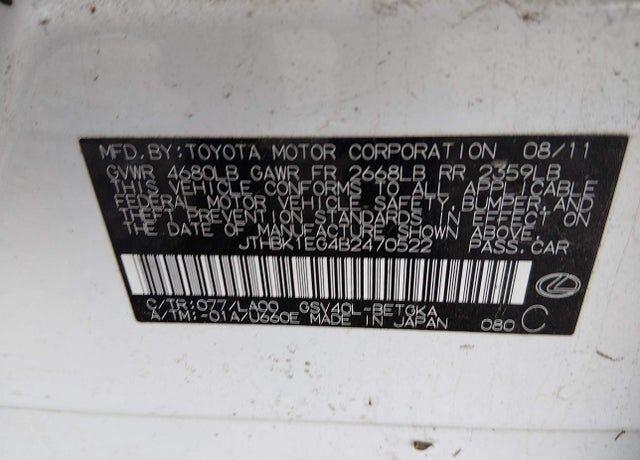 MFD. BY:TOYOTA MOTOR CORPORATION 08/11
GVWR 4680LB GAWR FR 2668LB RR 2359LB
THIS VEHICLE CONFORMS TO ALL APPLICABLE
FEDERAL MOTOR VEHICLE SAFETY, BUMPER, AND
THEFT PREVENTION STANDARDS IN EFFECT ON
THE DATE OF MANUFACTURE SHOWN ABOVE.
JTHBK1EG4B2470522 PASS.CAR
C/TR:077/LA00 GSV40L-BETGKA
A/TM:-01A/U660E MADE IN JAPAN 080 C